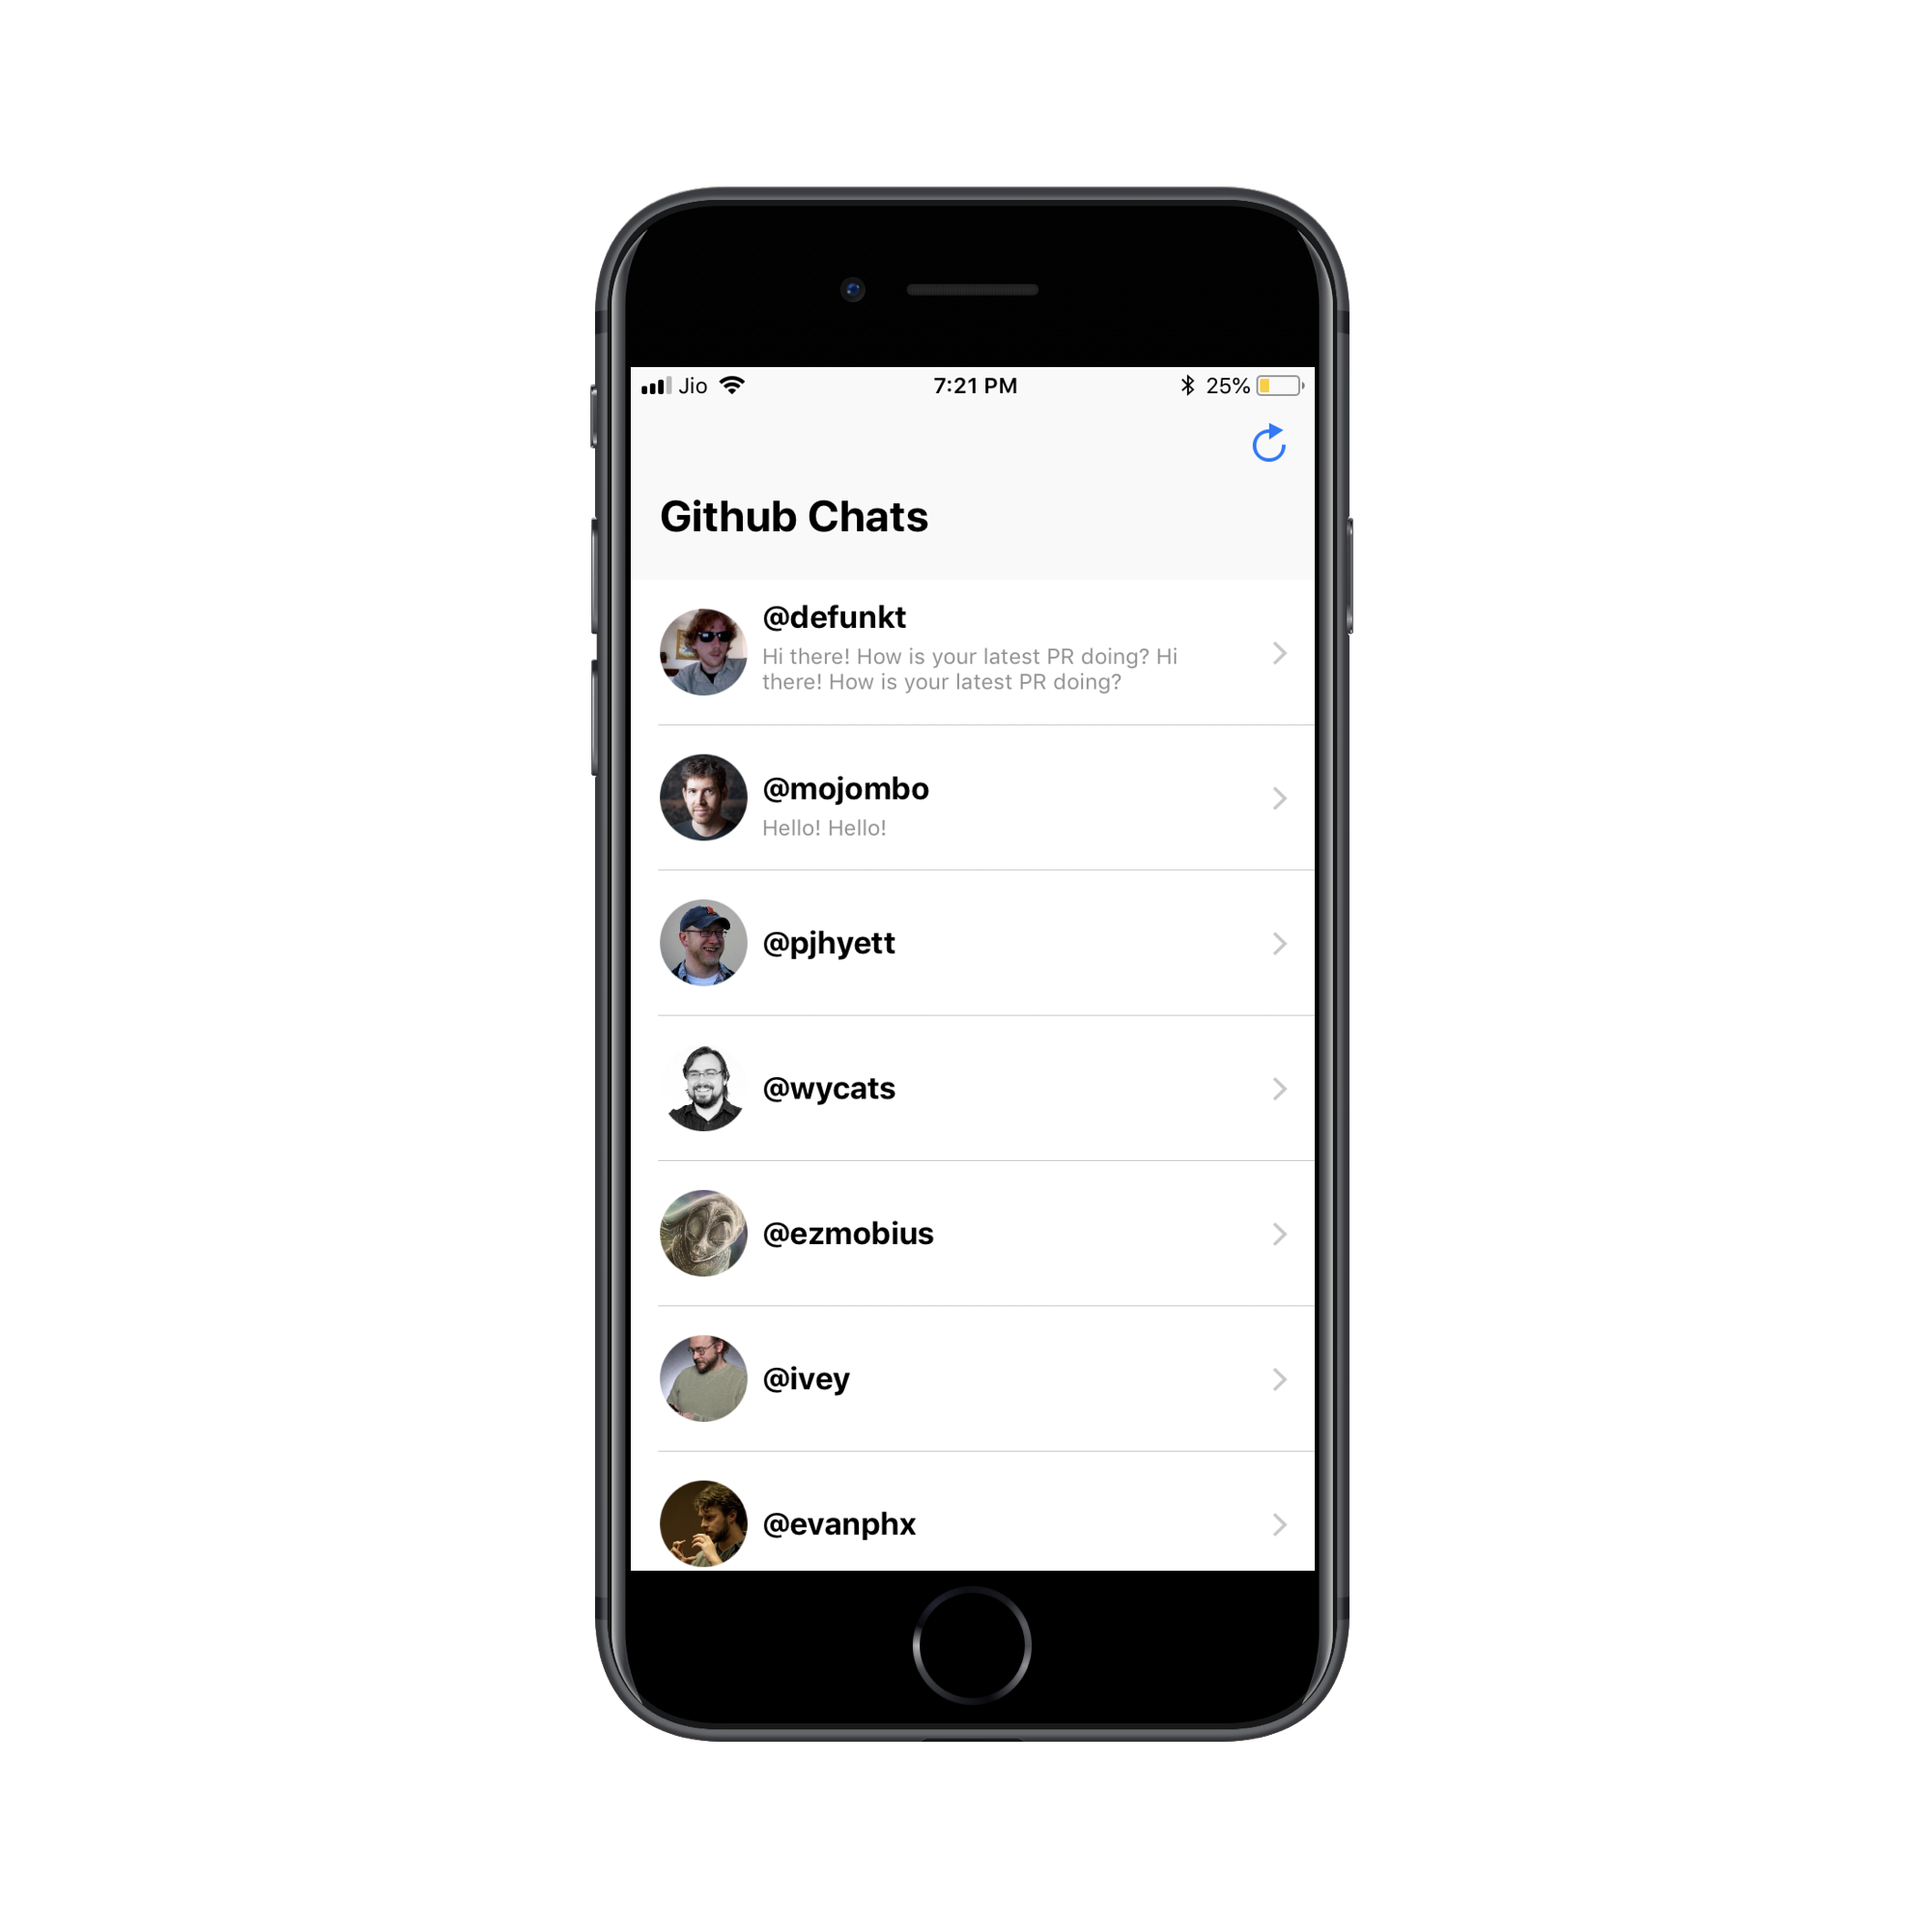 Jio 7:21 PM 25%
Github Chats
@defunkt
Hi there! How is your latest PR doing? Hi
there! How is your latest PR doing?
@mojombo
Hello! Hello!
@pjhyett
@wycats
@ezmobius
@ivey
@evanphx